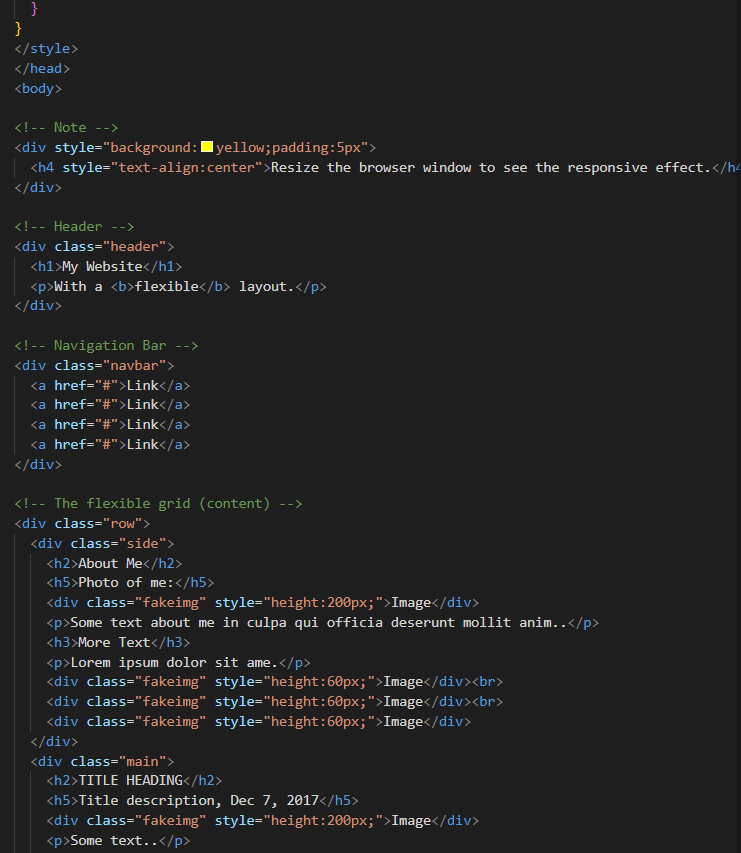 }
}
</style>
</head>
<body>

<!-- Note -->
<div style="background:yellow;padding:5px">
  <h4 style="text-align:center">Resize the browser window to see the responsive effect.</h4
</div>

<!-- Header -->
<div class="header">
  <h1>My Website</h1>
  <p>With a <b>flexible</b> layout.</p>
</div>

<!-- Navigation Bar -->
<div class="navbar">
  <a href="#">Link</a>
  <a href="#">Link</a>
  <a href="#">Link</a>
  <a href="#">Link</a>
</div>

<!-- The flexible grid (content) -->
<div class="row">
  <div class="side">
    <h2>About Me</h2>
    <h5>Photo of me:</h5>
    <div class="fakeimg" style="height:200px;">Image</div>
    <p>Some text about me in culpa qui officia deserunt mollit anim..</p>
    <h3>More Text</h3>
    <p>Lorem ipsum dolor sit ame.</p>
    <div class="fakeimg" style="height:60px;">Image</div><br>
    <div class="fakeimg" style="height:60px;">Image</div><br>
    <div class="fakeimg" style="height:60px;">Image</div>
  </div>
  <div class="main">
    <h2>TITLE HEADING</h2>
    <h5>Title description, Dec 7, 2017</h5>
    <div class="fakeimg" style="height:200px;">Image</div>
    <p>Some text..</p>